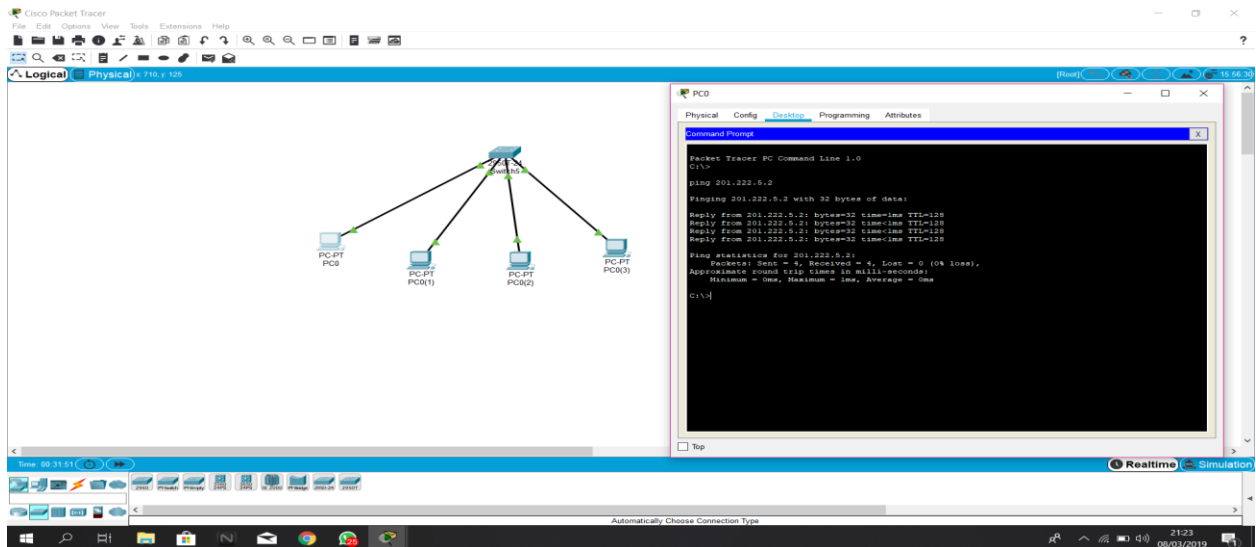 Cisco Packet Tracer
File Edit Options View Tools Extensions Help
?
Logical Physical x: 710, y: 125
[Root] 15:56:30
2950T-24
Switch5
PC-PT
PC0
PC-PT
PC0(1)
PC-PT
PC0(2)
PC-PT
PC0(3)
PC0
Physical Config Desktop Programming Attributes
Command Prompt X
Packet Tracer PC Command Line 1.0
C:\>
ping 201.222.5.2
Pinging 201.222.5.2 with 32 bytes of data:
Reply from 201.222.5.2: bytes=32 time=1ms TTL=128
Reply from 201.222.5.2: bytes=32 time<1ms TTL=128
Reply from 201.222.5.2: bytes=32 time<1ms TTL=128
Reply from 201.222.5.2: bytes=32 time<1ms TTL=128
Ping statistics for 201.222.5.2:
Packets: Sent = 4, Received = 4, Lost = 0 (0% loss),
Approximate round trip times in milli-seconds:
Minimum = 0ms, Maximum = 1ms, Average = 0ms
C:\>
Top
Time: 00:31:51
Realtime Simulation
Automatically Choose Connection Type
25
21:23
08/03/2019